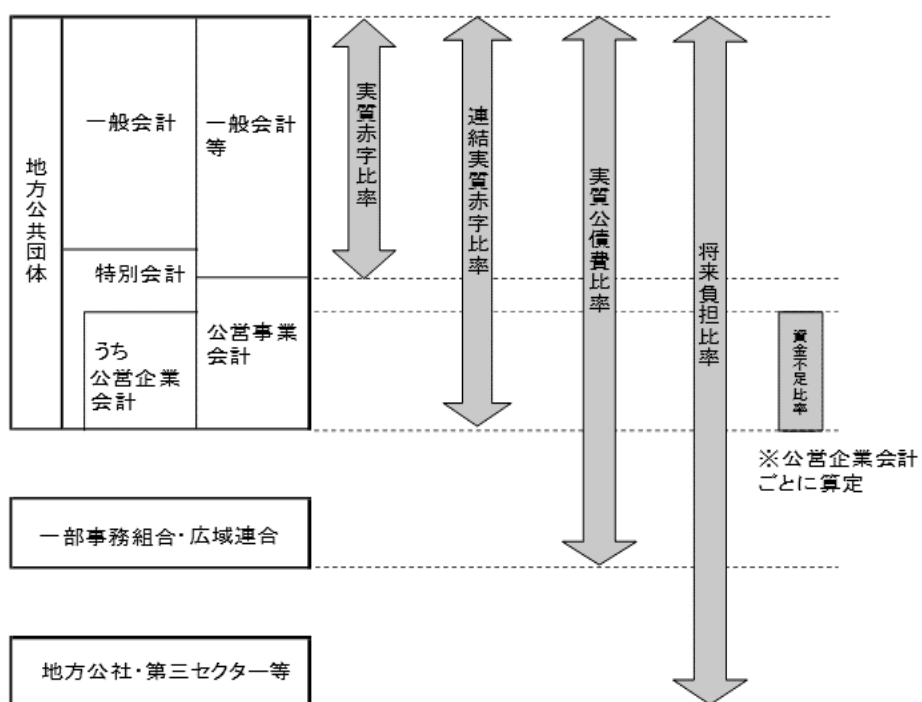 地方公共団体
一般会計
特別会計
うち
公営企業
会計
一般会計
等
公営事業
会計
実質赤字比率
連結実質赤字比率
実質公債費比率
将来負担比率
資金不足比率
※公営企業会計
ごとに算定
一部事務組合・広域連合
地方公社・第三セクター等